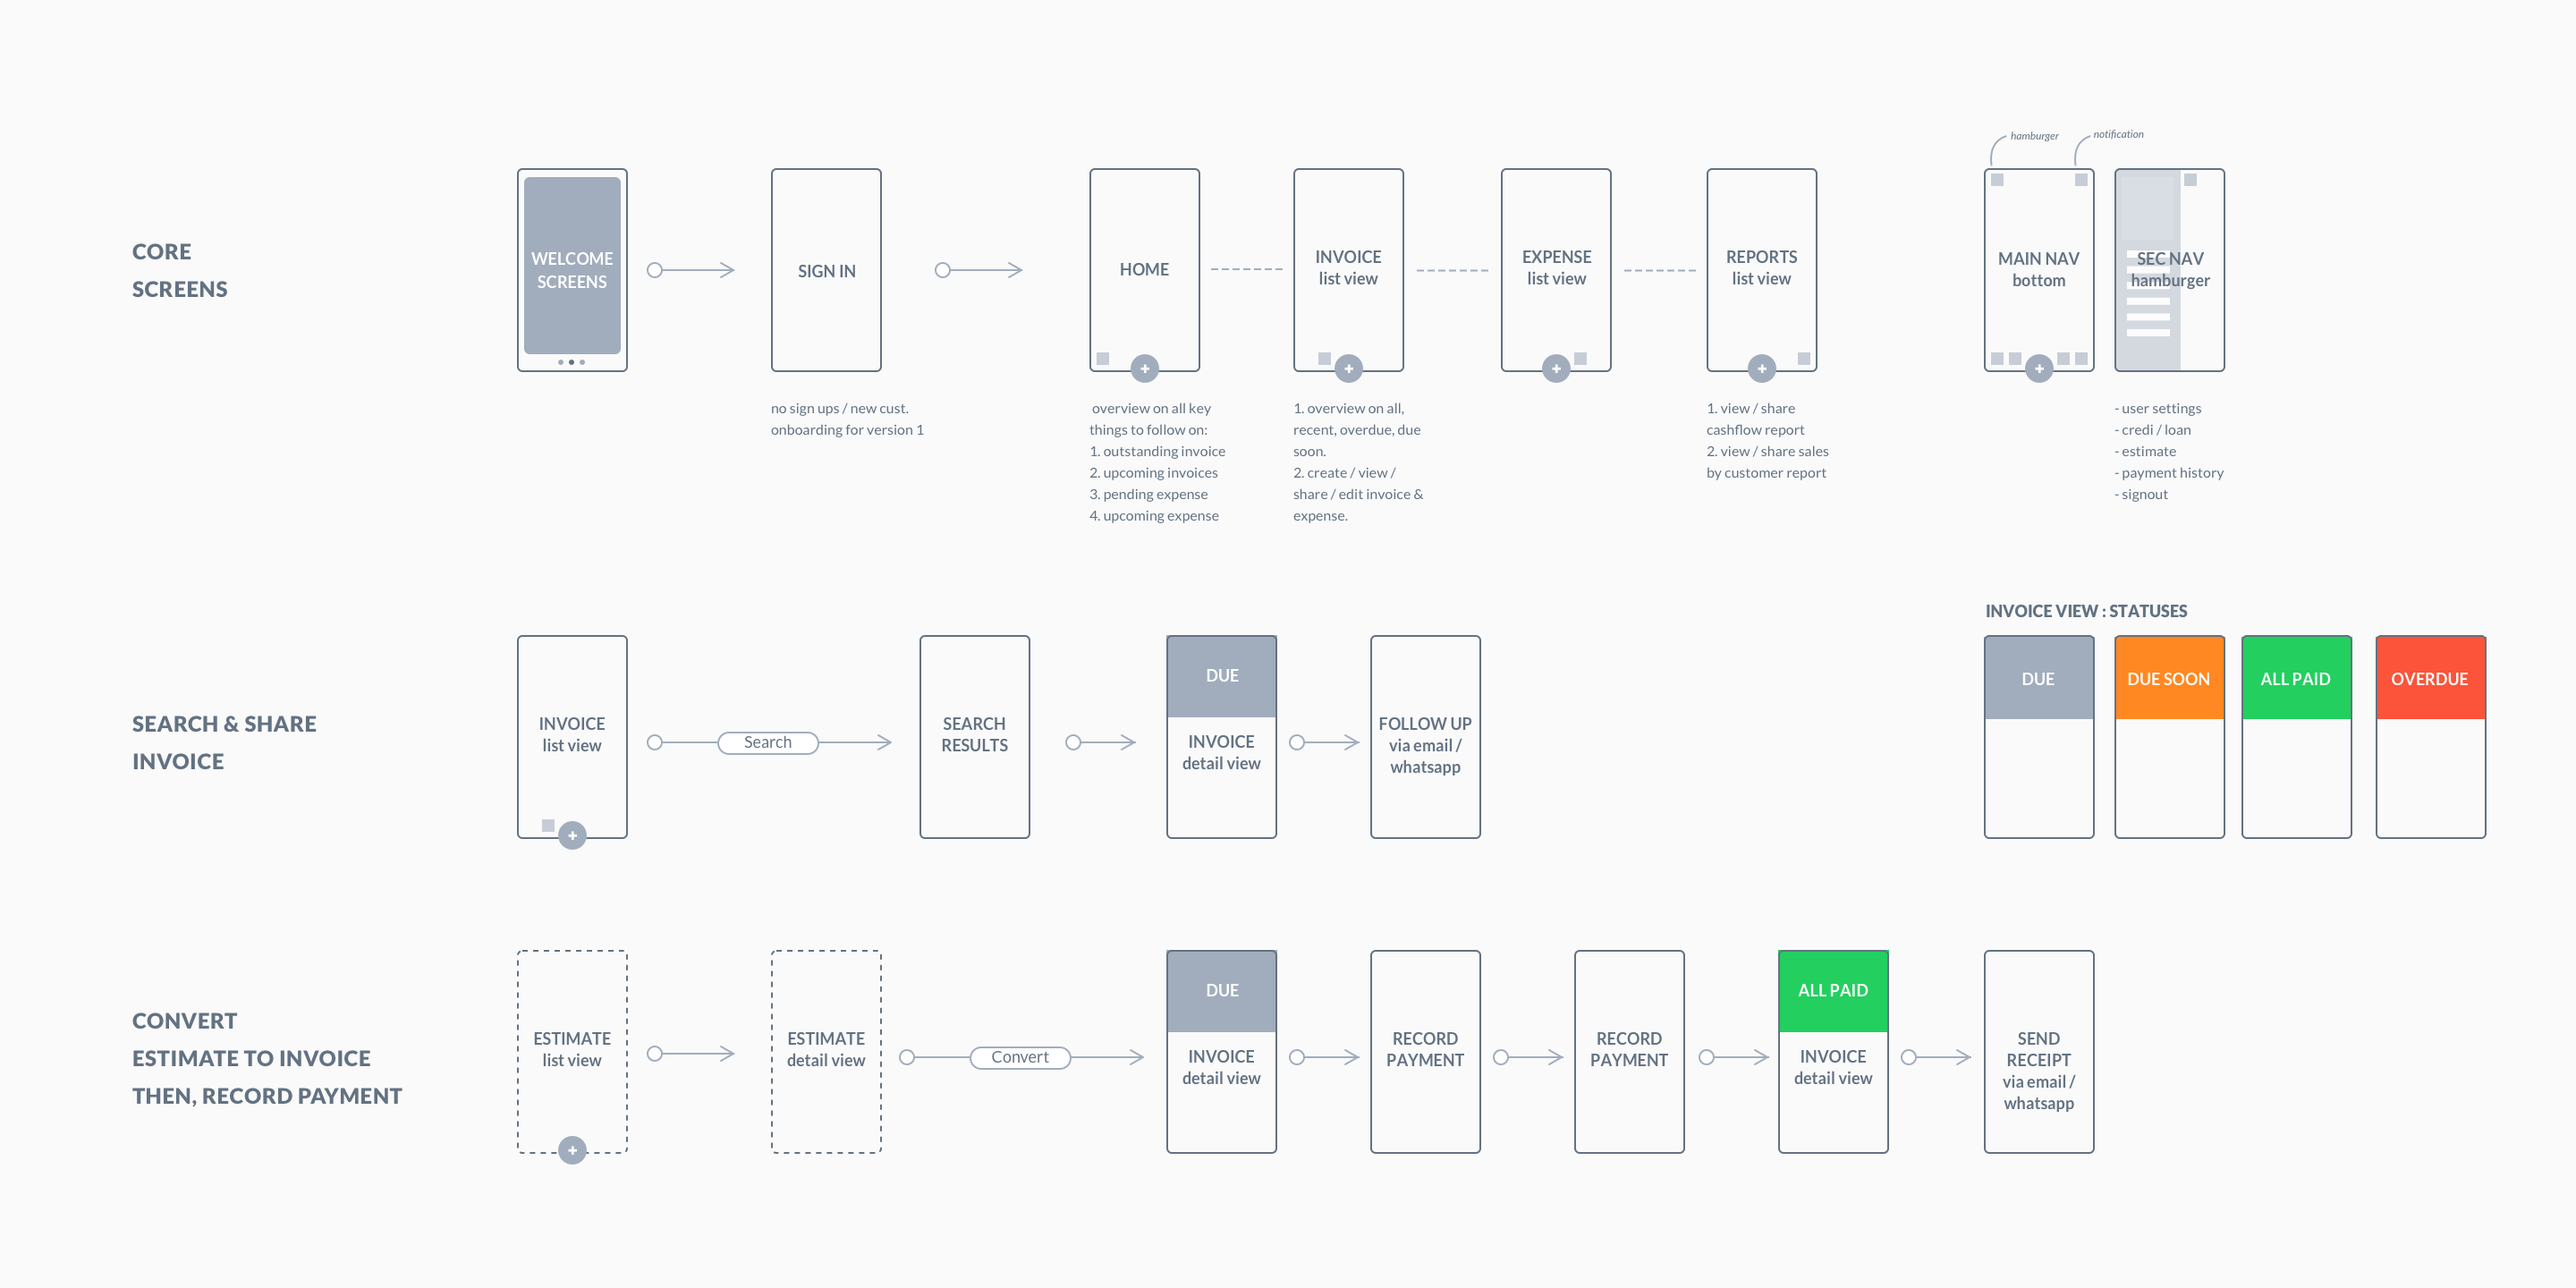 hamburger
notification
CORE
SCREENS
WELCOME
SCREENS
SIGN IN
HOME
INVOICE
list view
EXPENSE
list view
REPORTS
list view
MAIN NAV
bottom
SEC NAV
hamburger
no sign ups / new cust.
onboarding for version 1
overview on all key
things to follow on:
1. outstanding invoice
2. upcoming invoices
3. pending expense
4. upcoming expense
1. overview on all,
recent, overdue, due
soon.
2. create / view /
share / edit invoice &
expense.
1. view / share
cashflow report
2. view / share sales
by customer report
- user settings
- credi / loan
- estimate
- payment history
- signout
SEARCH & SHARE
INVOICE
INVOICE
list view
Search
SEARCH
RESULTS
DUE
INVOICE
detail view
FOLLOW UP
via email /
whatsapp
INVOICE VIEW : STATUSES
DUE
DUE SOON
ALL PAID
OVERDUE
CONVERT
ESTIMATE TO INVOICE
THEN, RECORD PAYMENT
ESTIMATE
list view
ESTIMATE
detail view
Convert
DUE
INVOICE
detail view
RECORD
PAYMENT
RECORD
PAYMENT
ALL PAID
INVOICE
detail view
SEND
RECEIPT
via email /
whatsapp